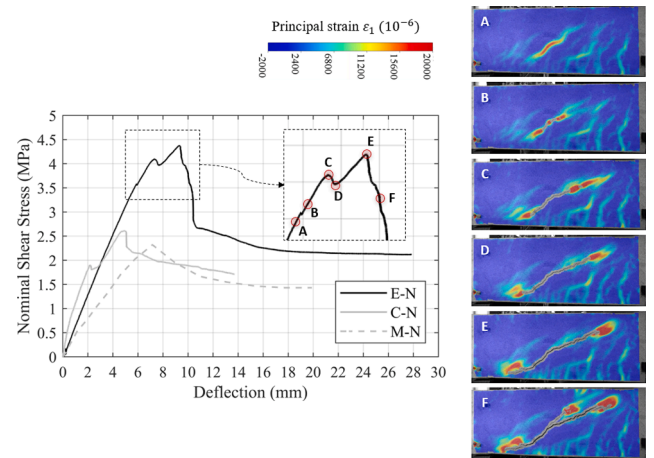 Principal strain ε₁ (10⁻⁶)
-2000
2400
6800
11200
15600
20000
Nominal Shear Stress (MPa)
5
4.5
4
3.5
3
2.5
2
1.5
1
0.5
0
0 2 4 6 8 10 12 14 16 18 20 22 24 26 28 30
Deflection (mm)
A
B
C
D
E
F
E-N
C-N
M-N
A
B
C
D
E
F